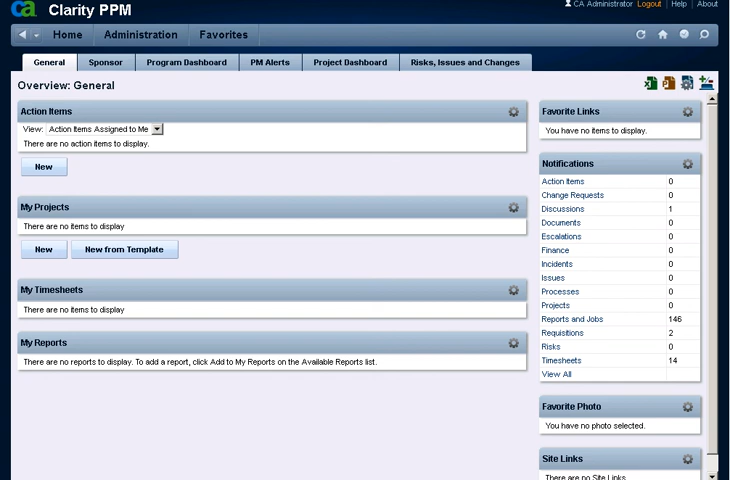 ca Clarity PPM
CA Administrator Logout | Help | About
Home Administration Favorites
General Sponsor Program Dashboard PM Alerts Project Dashboard Risks, Issues and Changes
Overview: General
Action Items
View: Action Items Assigned to Me
There are no action items to display.
New
My Projects
There are no items to display
New New from Template
My Timesheets
There are no items to display
My Reports
There are no reports to display. To add a report, click Add to My Reports on the Available Reports list.
Favorite Links
You have no items to display.
Notifications
Action Items 0
Change Requests 0
Discussions 1
Documents 0
Escalations 0
Finance 0
Incidents 0
Issues 0
Processes 0
Projects 0
Reports and Jobs 146
Requisitions 2
Risks 0
Timesheets 14
View All
Favorite Photo
You have no photo selected.
Site Links
There are no Site Links